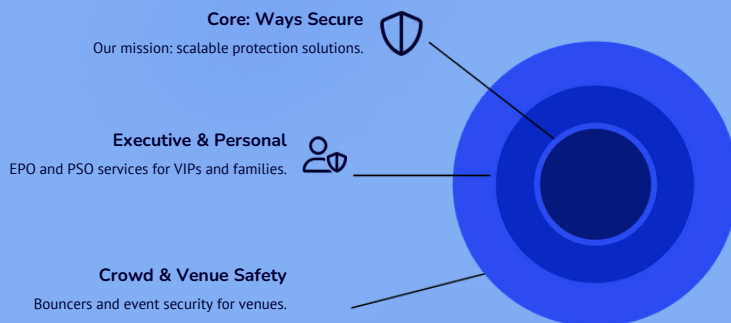 Core: Ways Secure
Our mission: scalable protection solutions.
Executive & Personal
EPO and PSO services for VIPs and families.
Crowd & Venue Safety
Bouncers and event security for venues.